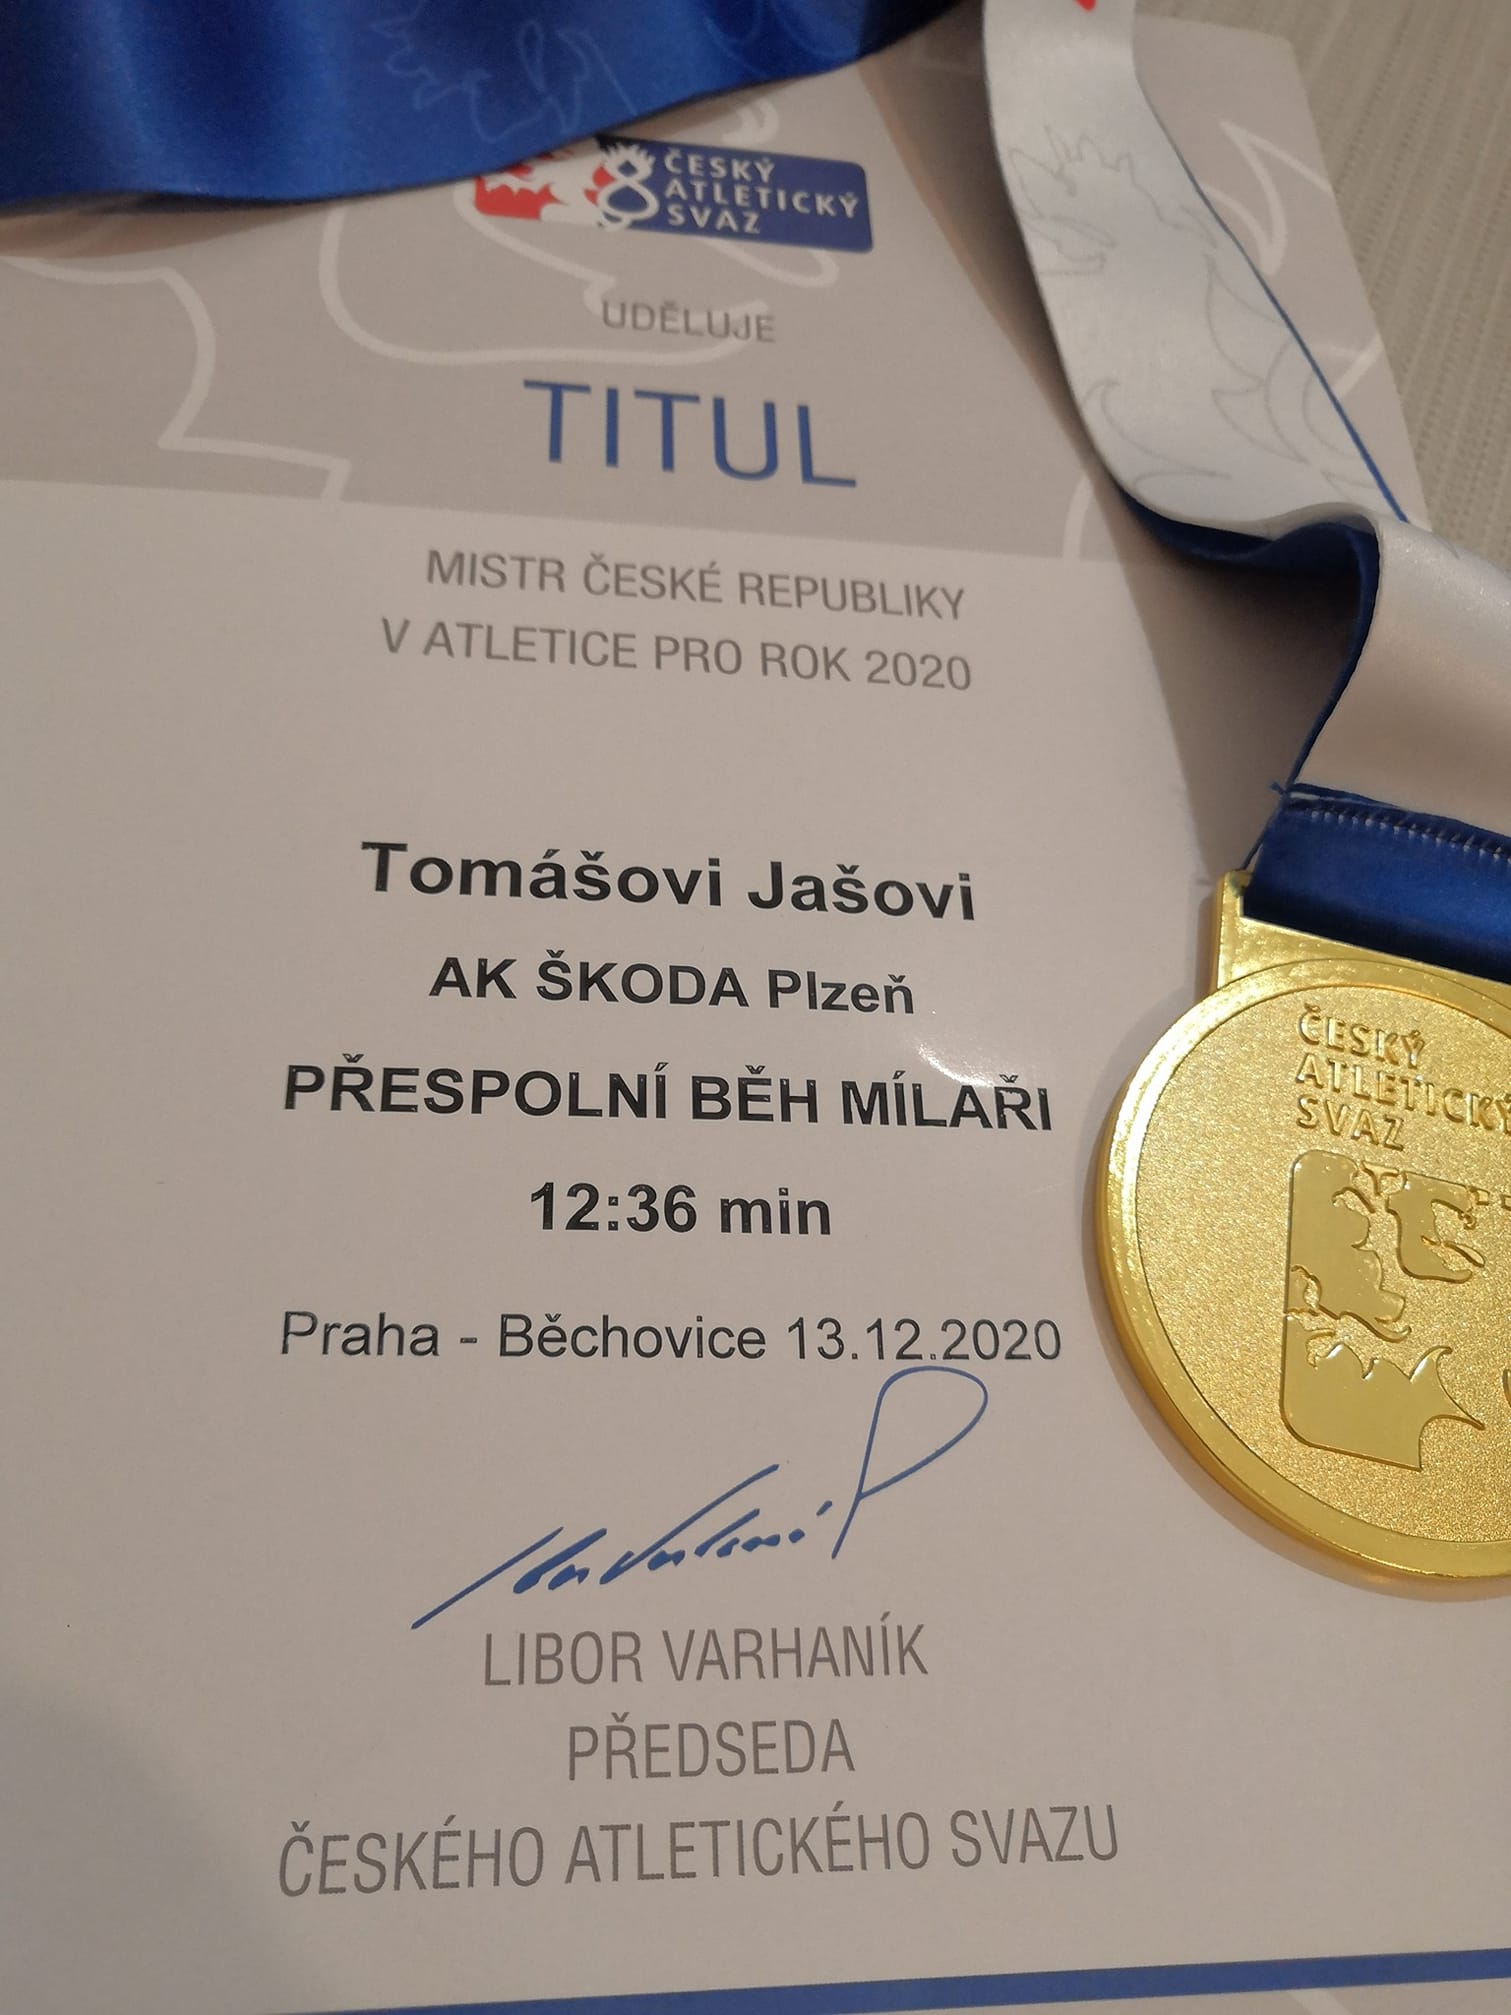 ČESKÝ
ATLETICKÝ
SVAZ
UDĚLUJE
TITUL
MISTR ČESKÉ REPUBLIKY
V ATLETICE PRO ROK 2020
Tomášovi Jašovi
AK ŠKODA Plzeň
PŘESPOLNÍ BĚH MÍLAŘI
12:36 min
Praha - Běchovice 13.12.2020
LIBOR VARHANÍK
PŘEDSEDA
ČESKÉHO ATLETICKÉHO SVAZU
ČESKÝ
ATLETICKÝ
SVAZ